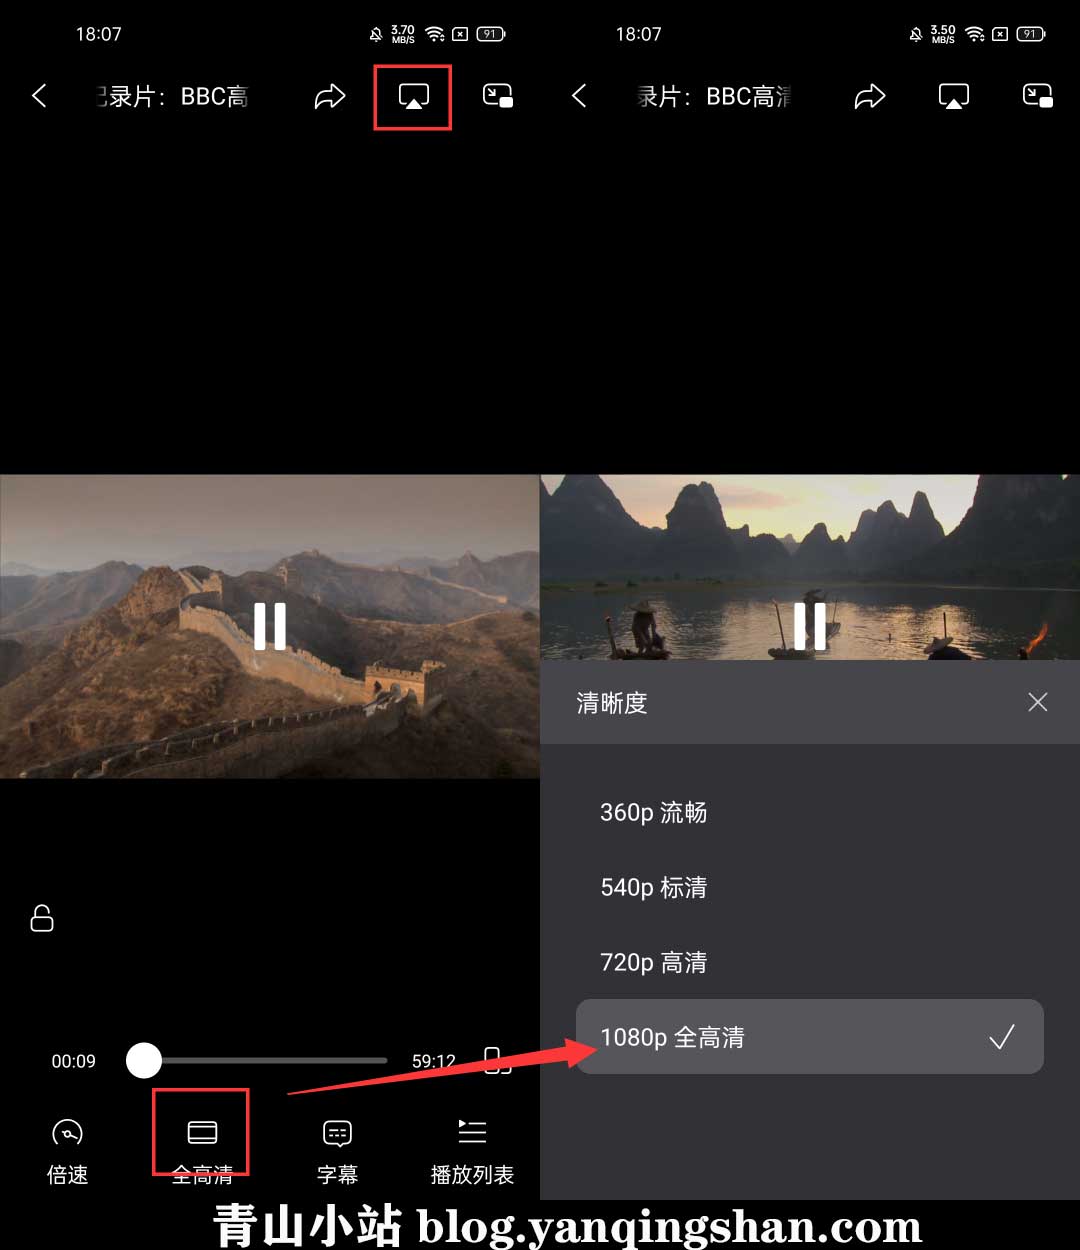 18:07
3.70 MB/S
91
录片：BBC高
00:09
59:12
倍速
全高清
字幕
播放列表
18:07
3.50 MB/S
91
录片：BBC高清
清晰度
360p 流畅
540p 标清
720p 高清
1080p 全高清
青山小站 blog.yanqingshan.com